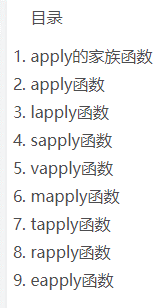 目录
1. apply的家族函数
2. apply函数
3. lapply函数
4. sapply函数
5. vapply函数
6. mapply函数
7. tapply函数
8. rapply函数
9. eapply函数